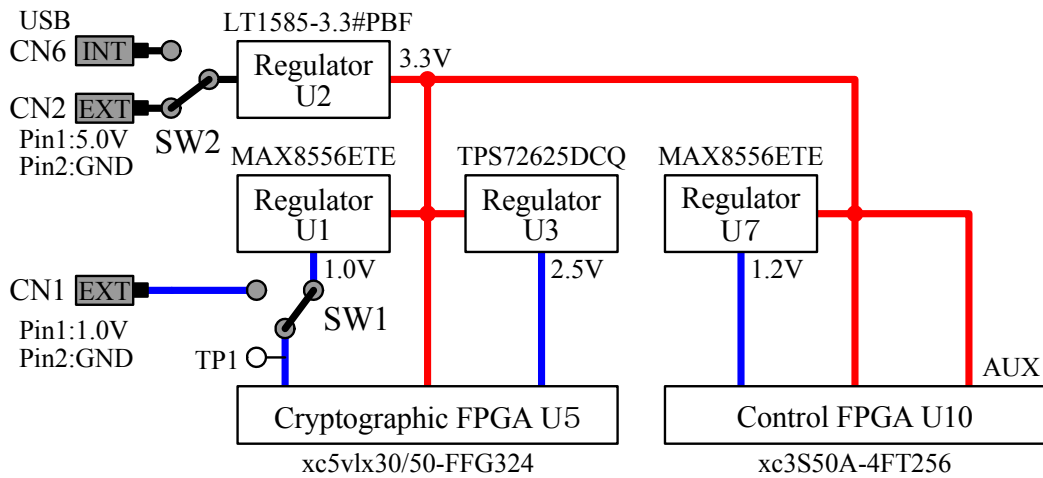 USB
CN6 INT
LT1585-3.3#PBF
Regulator
U2
3.3V
CN2 EXT
Pin1:5.0V
Pin2:GND
SW2
MAX8556ETE
Regulator
U1
TPS72625DCQ
Regulator
U3
MAX8556ETE
Regulator
U7
1.0V
2.5V
1.2V
CN1 EXT
Pin1:1.0V
Pin2:GND
SW1
TP1
AUX
Cryptographic FPGA U5
Control FPGA U10
xc5vlx30/50-FFG324
xc3S50A-4FT256